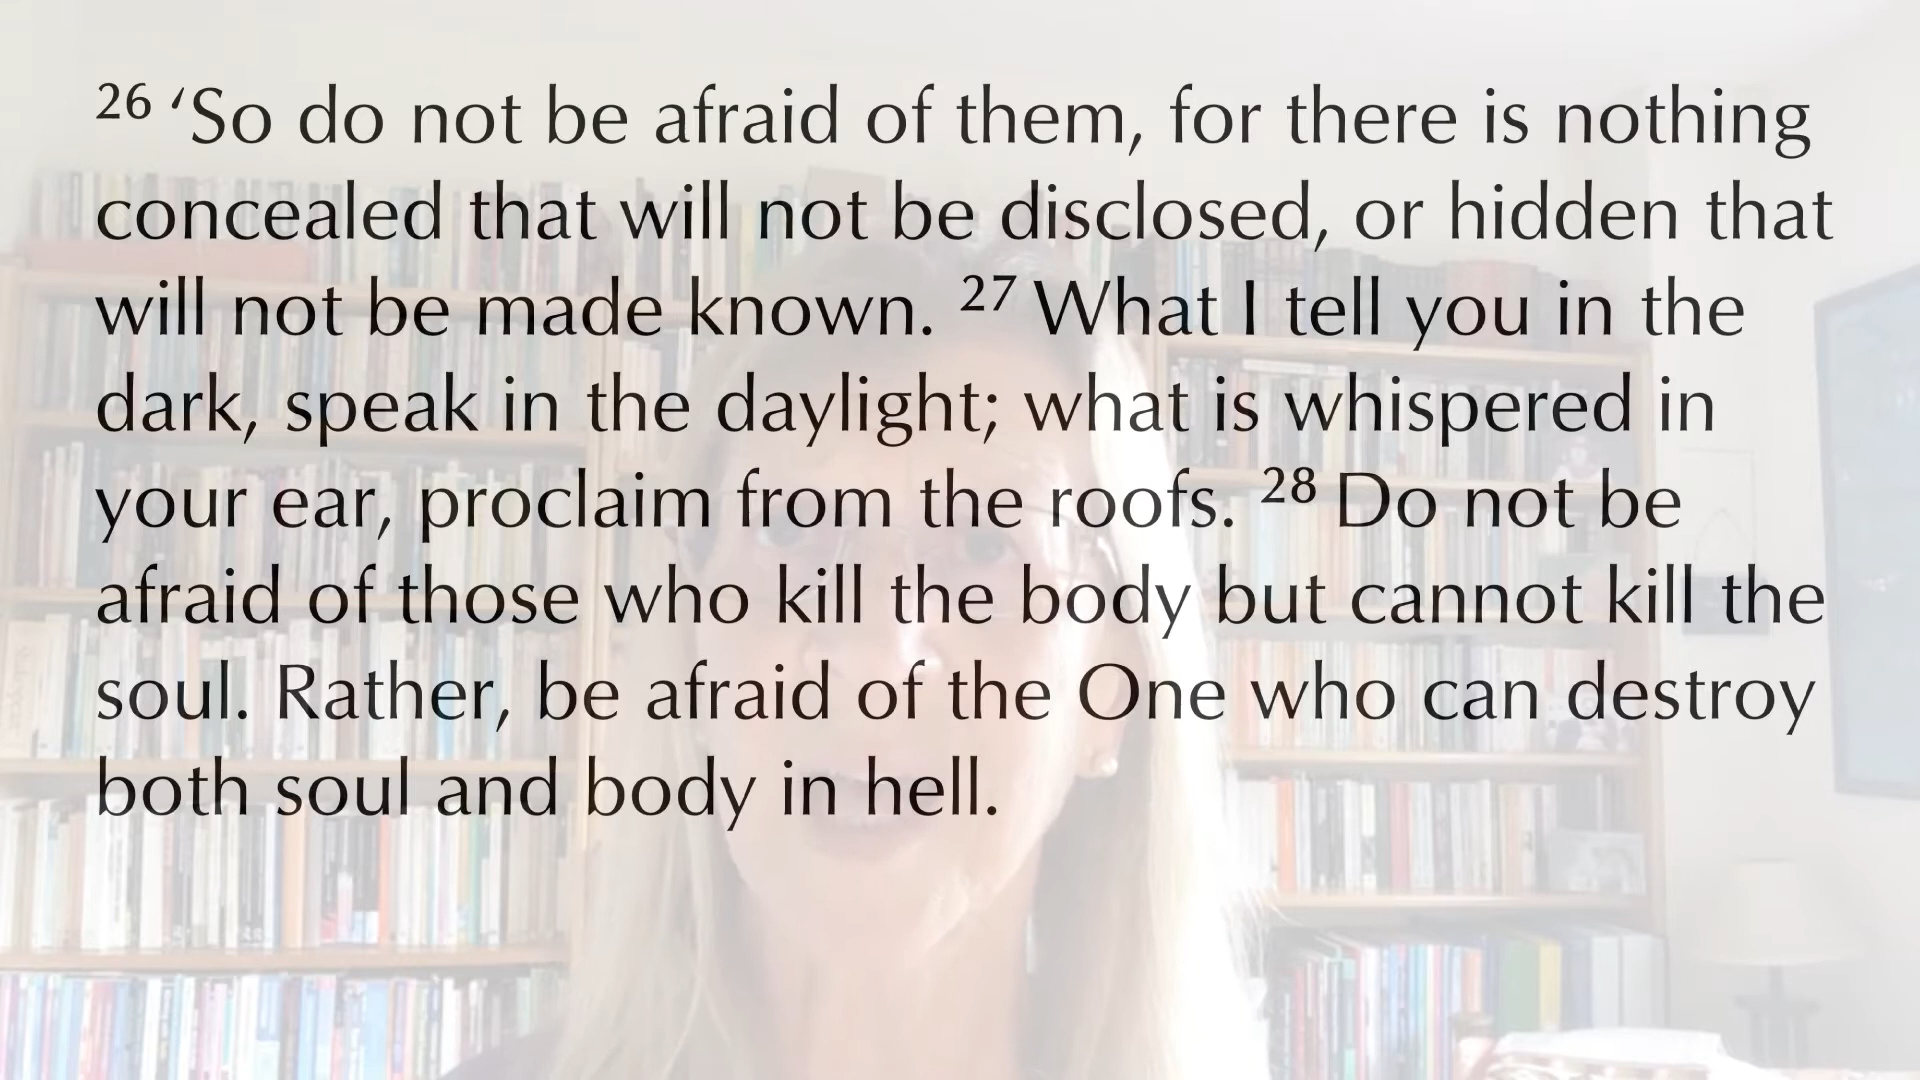 26 ‘So do not be afraid of them, for there is nothing
concealed that will not be disclosed, or hidden that
will not be made known. 27 What I tell you in the
dark, speak in the daylight; what is whispered in
your ear, proclaim from the roofs. 28 Do not be
afraid of those who kill the body but cannot kill the
soul. Rather, be afraid of the One who can destroy
both soul and body in hell.